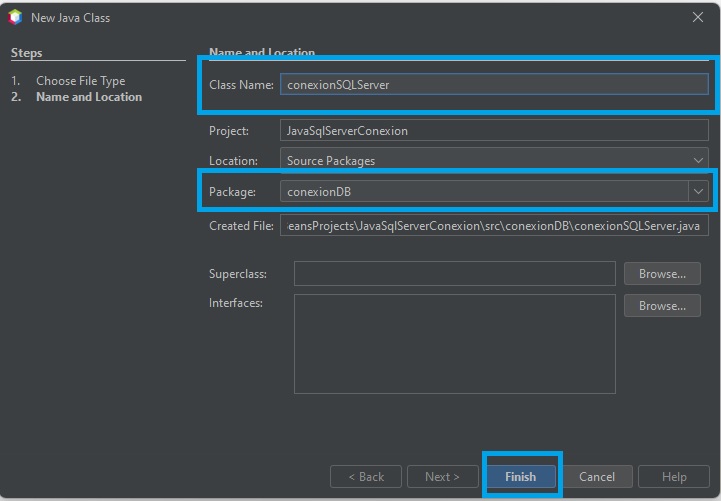 New Java Class
Steps
1. Choose File Type
2. Name and Location
Name and Location
Class Name: conexionSQLServer
Project: JavaSqlServerConexion
Location: Source Packages
Package: conexionDB
Created File: eansProjects\JavaSqlServerConexion\src\conexionDB\conexionSQLServer.java
Superclass:
Browse...
Interfaces:
Browse...
< Back
Next >
Finish
Cancel
Help